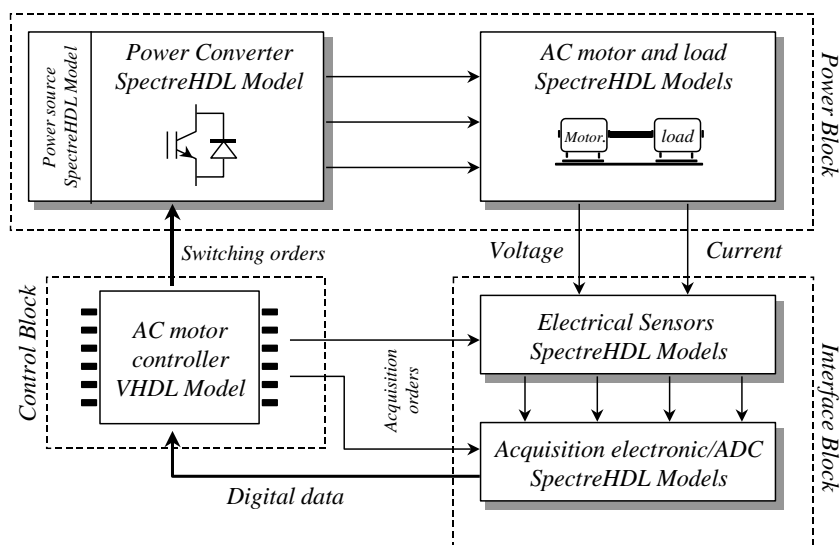 Power source
SpectreHDL Model
Power Converter
SpectreHDL Model
AC motor and load
SpectreHDL Models
Motor.
load
Power Block
Switching orders
Voltage
Current
Control Block
AC motor
controller
VHDL Model
Acquisition
orders
Electrical Sensors
SpectreHDL Models
Interface Block
Acquisition electronic/ADC
SpectreHDL Models
Digital data